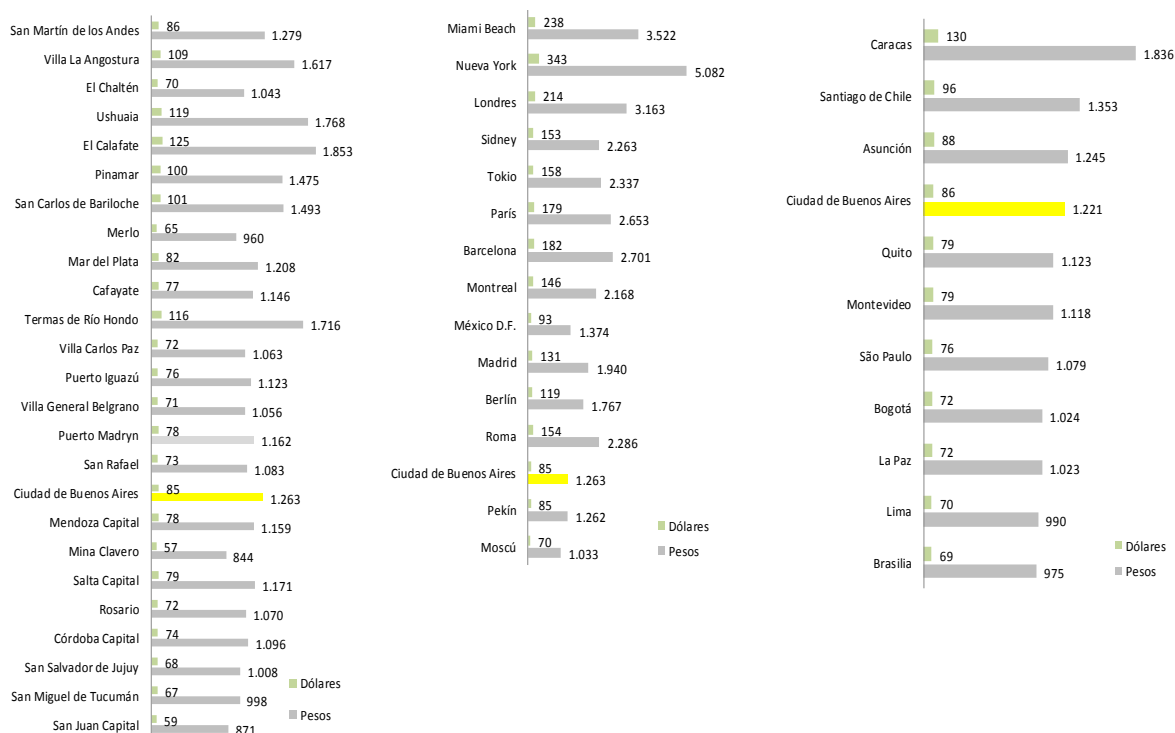 San Martín de los Andes 86 1.279
Villa La Angostura 109 1.617
El Chaltén 70 1.043
Ushuaia 119 1.768
El Calafate 125 1.853
Pinamar 100 1.475
San Carlos de Bariloche 101 1.493
Merlo 65 960
Mar del Plata 82 1.208
Cafayate 77 1.146
Termas de Río Hondo 116 1.716
Villa Carlos Paz 72 1.063
Puerto Iguazú 76 1.123
Villa General Belgrano 71 1.056
Puerto Madryn 78 1.162
San Rafael 73 1.083
Ciudad de Buenos Aires 85 1.263
Mendoza Capital 78 1.159
Mina Clavero 57 844
Salta Capital 79 1.171
Rosario 72 1.070
Córdoba Capital 74 1.096
San Salvador de Jujuy 68 1.008
San Miguel de Tucumán 67 998
San Juan Capital 59 871
Dólares
Pesos
Miami Beach 238 3.522
Nueva York 343 5.082
Londres 214 3.163
Sidney 153 2.263
Tokio 158 2.337
París 179 2.653
Barcelona 182 2.701
Montreal 146 2.168
México D.F. 93 1.374
Madrid 131 1.940
Berlín 119 1.767
Roma 154 2.286
Ciudad de Buenos Aires 85 1.263
Pekín 85 1.262
Moscú 70 1.033
Dólares
Pesos
Caracas 130 1.836
Santiago de Chile 96 1.353
Asunción 88 1.245
Ciudad de Buenos Aires 86 1.221
Quito 79 1.123
Montevideo 79 1.118
São Paulo 76 1.079
Bogotá 72 1.024
La Paz 72 1.023
Lima 70 990
Brasilia 69 975
Dólares
Pesos